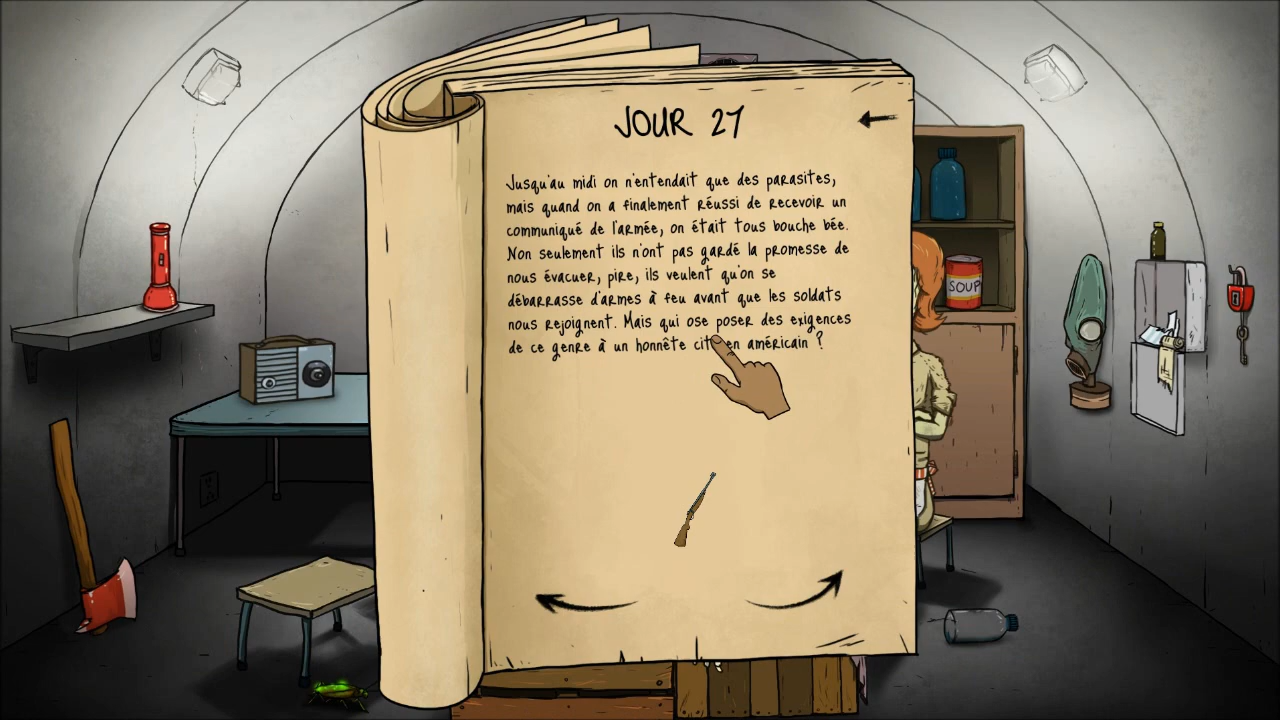 JOUR 27
Jusqu'au midi on n'entendait que des parasites,
mais quand on a finalement réussi de recevoir un
communiqué de l'armée, on était tous bouche bée.
Non seulement ils n'ont pas gardé la promesse de
nous évacuer, pire, ils veulent qu'on se
débarrasse d'armes à feu avant que les soldats
nous rejoignent. Mais qui ose poser des exigences
de ce genre à un honnête américain ?
SOUP